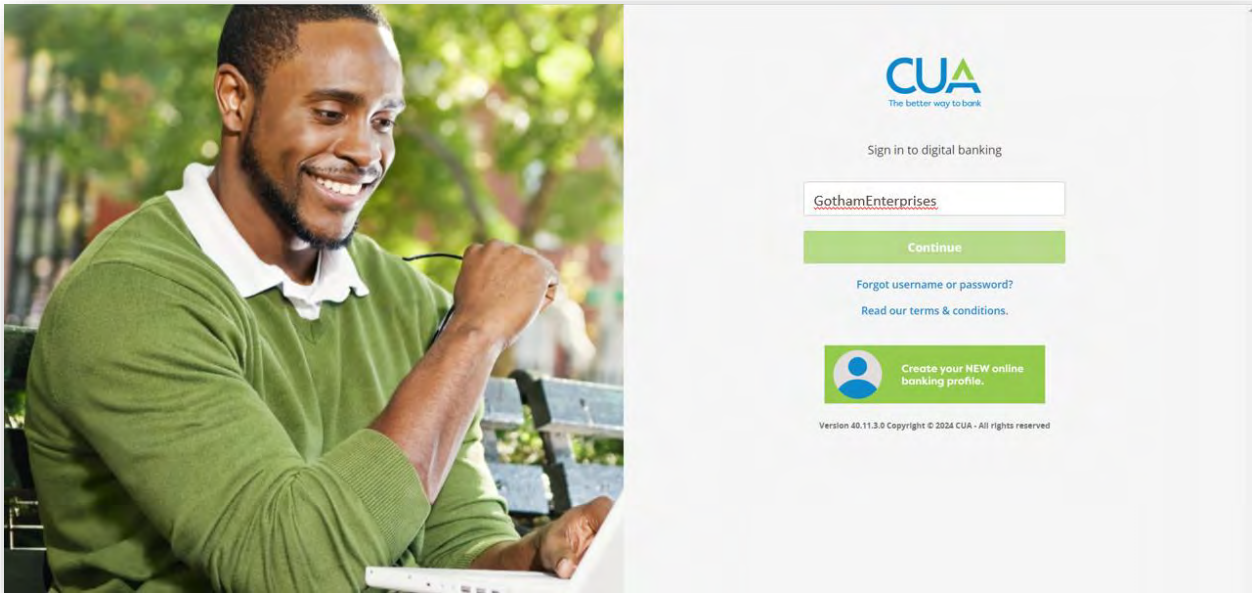 CUA
The better way to bank
Sign in to digital banking
GothamEnterprises
Continue
Forgot username or password?
Read our terms & conditions.
Create your NEW online
banking profile.
Version 40.11.3.0 Copyright © 2024 CUA - All rights reserved